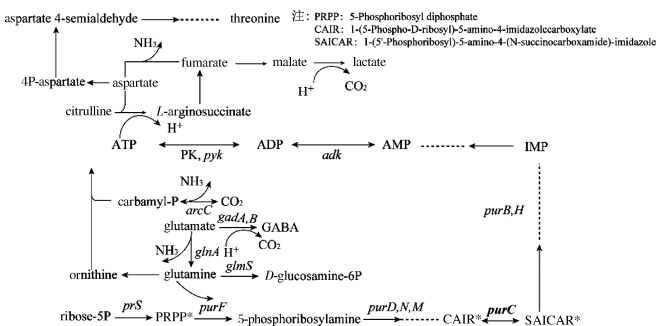 aspartate 4-semialdehyde threonine 注: PRPP: 5-Phosphoribosyl diphosphate
CAIR: 1-(5-Phospho-D-ribosyl)-5-amino-4-imidazolecarboxylate
NH₃ SAICAR: 1-(5'-Phosphoribosyl)-5-amino-4-(N-succinocarboxamide)-imidazole
fumarate malate lactate
4P-aspartate aspartate H⁺ CO₂
citrulline L-arginosuccinate
H⁺
ATP ADP AMP IMP
PK, pyk adk
NH₃
carbamyl-P CO₂ purB,H
arcC
glutamate gadA,B GABA
NH₃ glnA H⁺ CO₂
ornithine glutamine glmS D-glucosamine-6P
ribose-5P prS PRPP* purF 5-phosphoribosylamine purD,N,M CAIR* purC SAICAR*